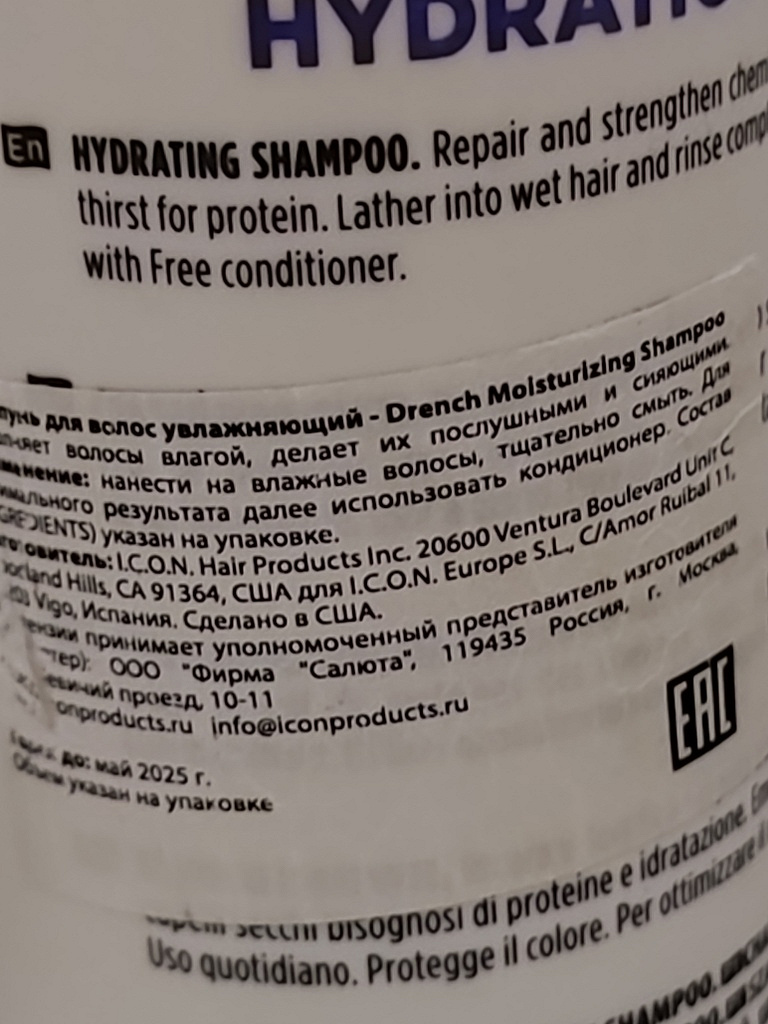 HYDRATI
En HYDRATING SHAMPOO. Repair and strengthen chem
thirst for protein. Lather into wet hair and rinse comp
with Free conditioner.
для волос увлажняющий - Drench Moisturizing Shampoo
волосы влагой, делает их послушными и сияющими.
нанести на влажные волосы, тщательно смыть. Для
результата далее использовать кондиционер. Состав
указан на упаковке.
I.C.O.N. Hair Products Inc. 20600 Ventura Boulevard Unit C,
Hills, CA 91364, США для I.C.O.N. Europe S.L., C/Amor Ruibal 11,
Vigo, Испания. Сделано в США.
принимает уполномоченный представитель изготовителя
ООО "Фирма "Салюта", 119435 Россия, г. Москва,
проезд, 10-11
onproducts.ru info@iconproducts.ru
EAC
до: май 2025 г.
Объем указан на упаковке
secchi bisognosi di proteine e idratazione.
Uso quotidiano. Protegge il colore. Per ottimizzare
SHAMPOO.